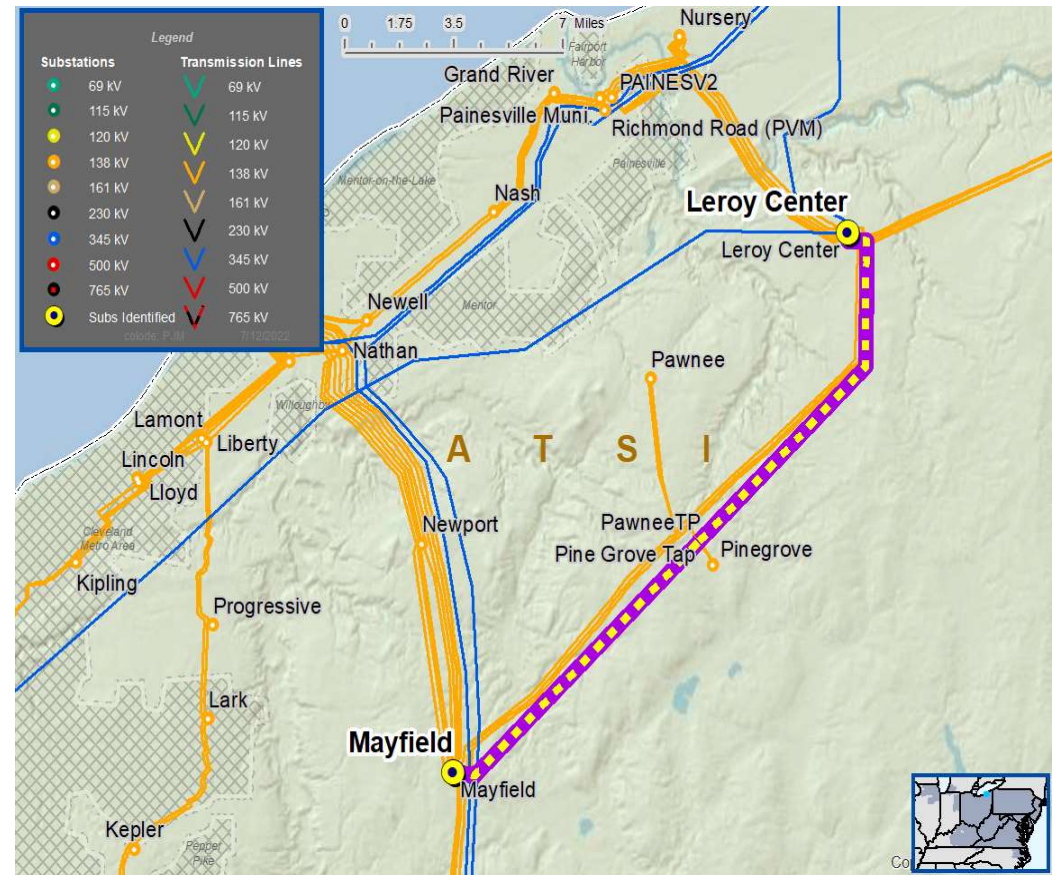 Legend
Substations
Transmission Lines
69 kV
69 kV
115 kV
115 kV
120 kV
120 kV
138 kV
138 kV
161 kV
161 kV
230 kV
230 kV
345 kV
345 kV
500 kV
500 kV
765 kV
765 kV
Subs Identified
PJM
7/12/2022
0 1.75 3.5 7 Miles
Nursery
Fairport
Harbor
Grand River
PAINESV2
Painesville Muni.
Richmond Road (PVM)
Painesville
Mentor-on-the-Lake
Nash
Leroy Center
Leroy Center
Mentor
Newell
Nathan
Pawnee
Willoughby
Lamont
Liberty
A T S I
Lincoln
Lloyd
Newport
PawneeTP
Cleveland
Metro Area
Pine Grove Tap
Pinegrove
Kipling
Progressive
Lark
Mayfield
Mayfield
Kepler
Pepper
Pike
Co